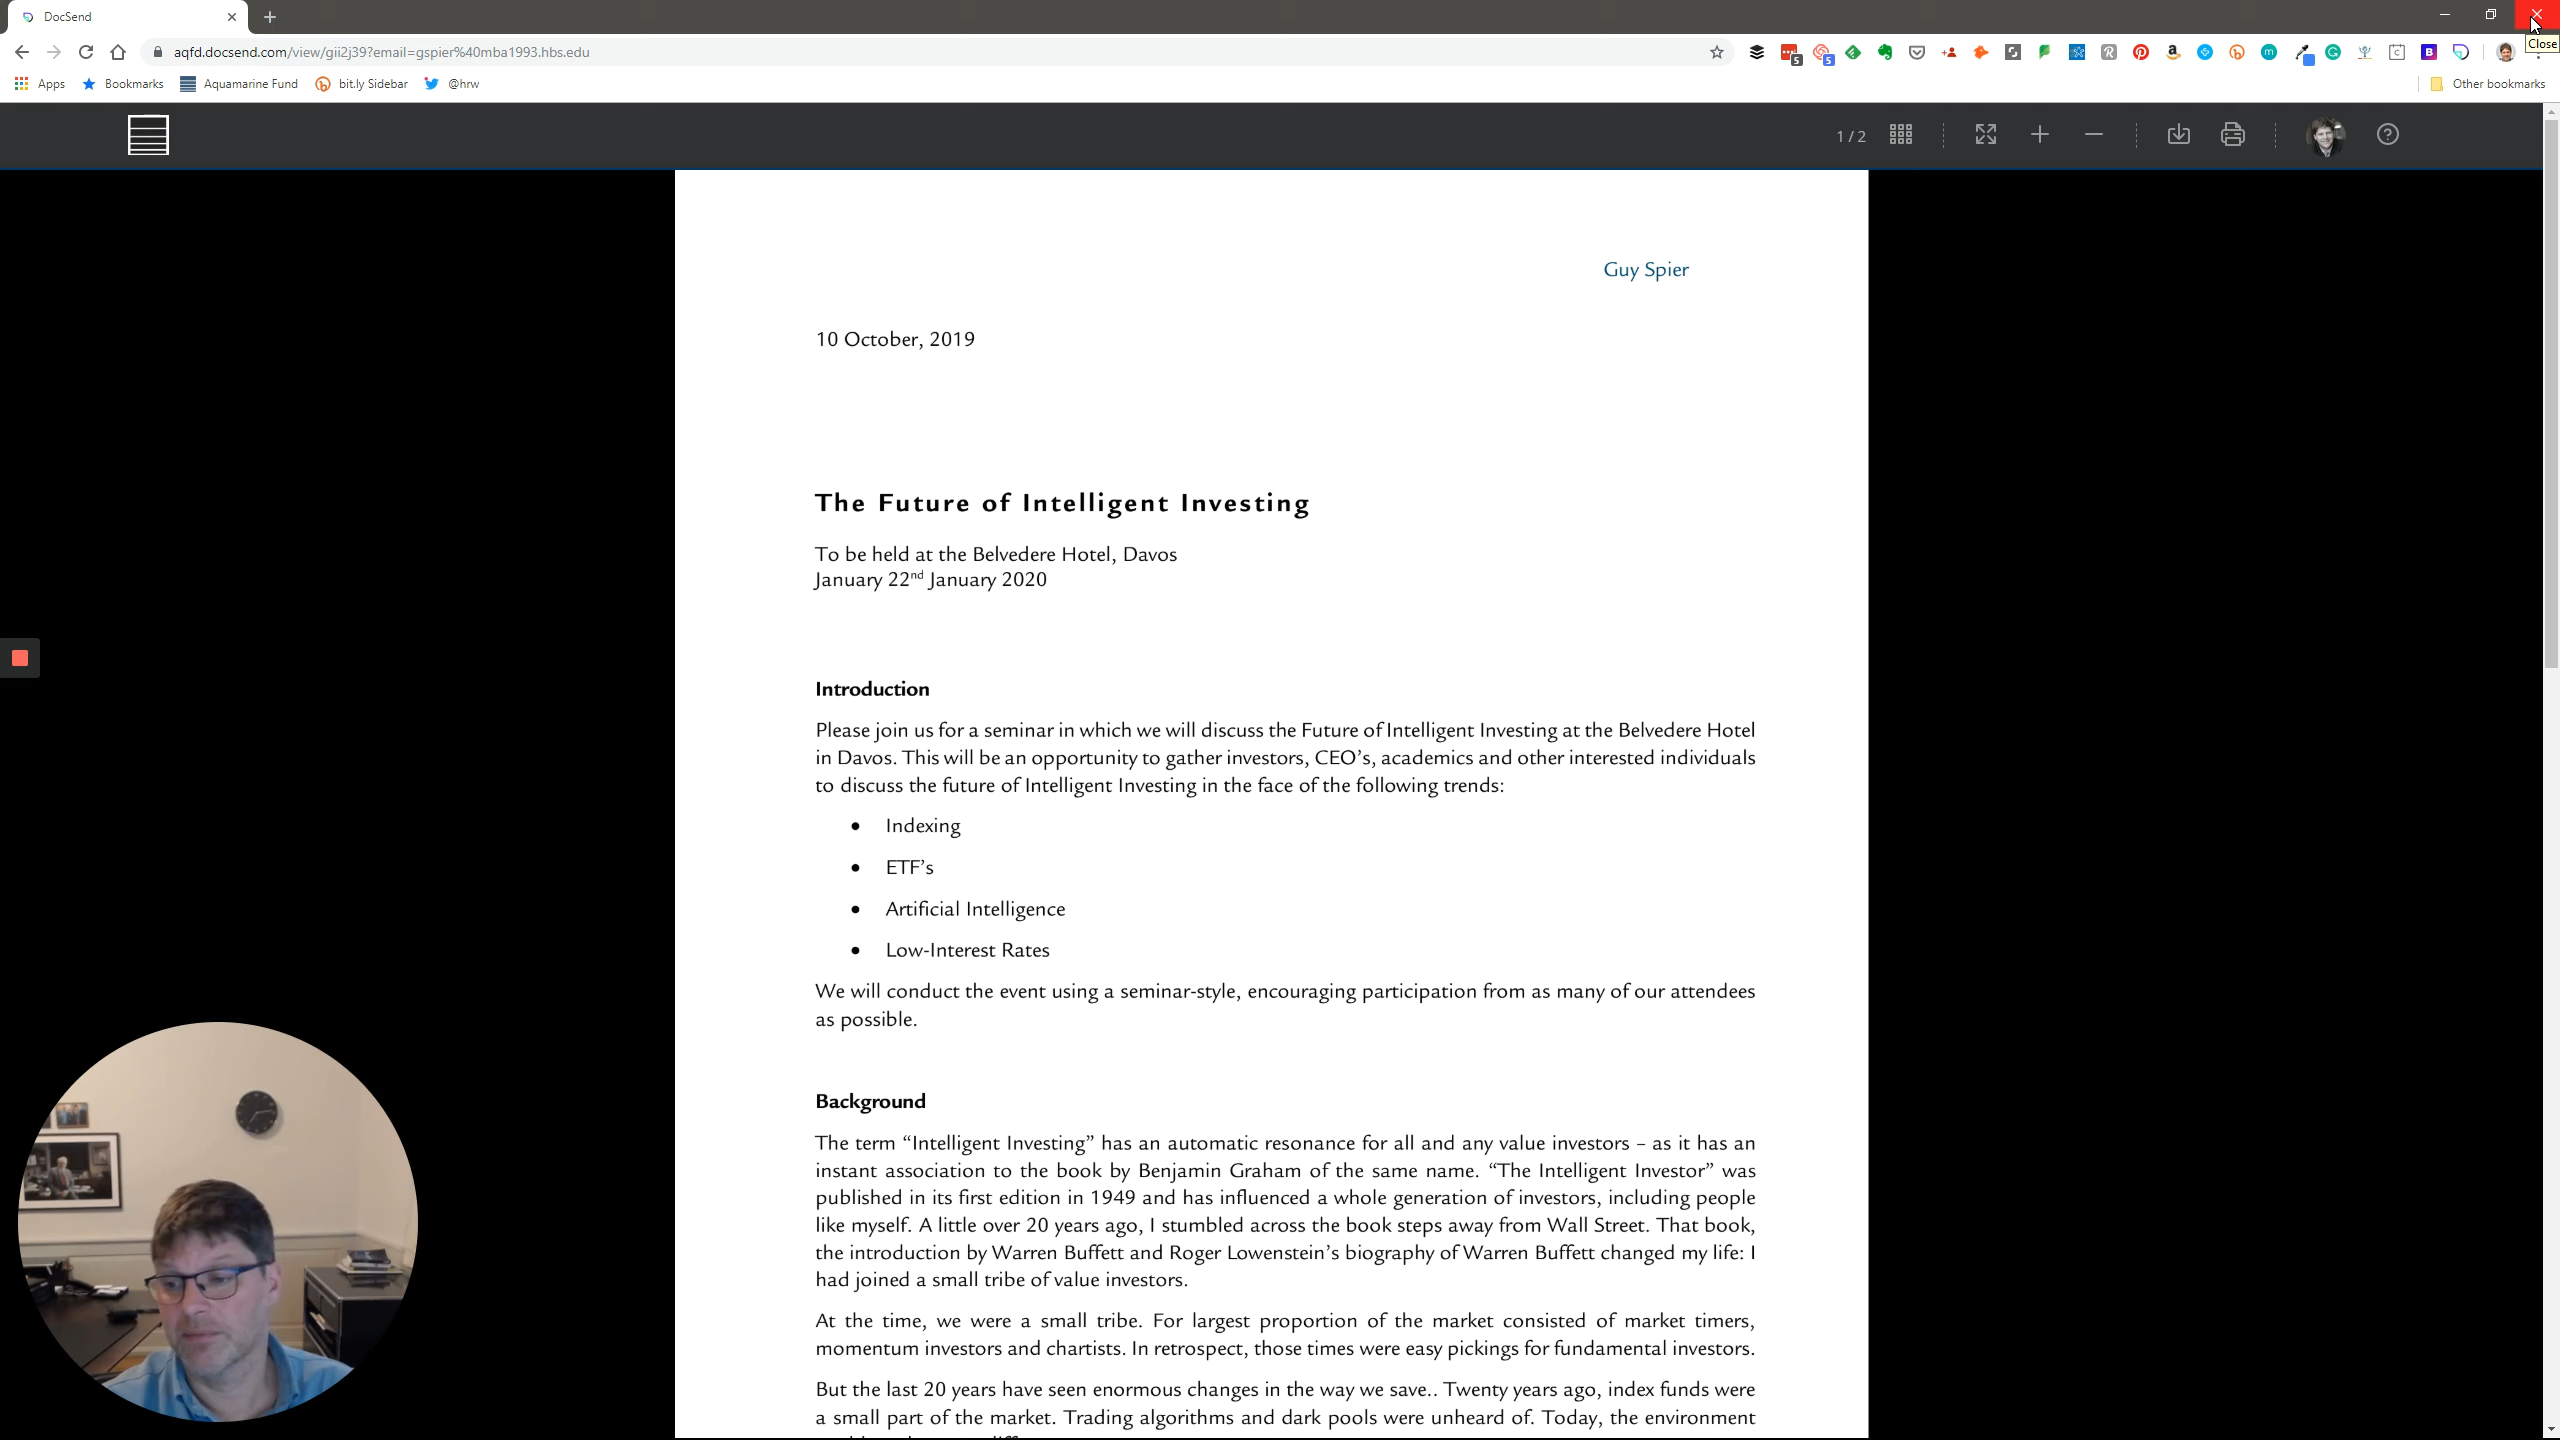 DocSend
Close
aqfd.docsend.com/view/gii2j39?email=gspier%40mba1993.hbs.edu
5
5
Apps
Bookmarks
Aquamarine Fund
bit.ly Sidebar
@hrw
Other bookmarks
1 / 2
Guy Spier
10 October, 2019
The Future of Intelligent Investing
To be held at the Belvedere Hotel, Davos
January 22nd January 2020
Introduction
Please join us for a seminar in which we will discuss the Future of Intelligent Investing at the Belvedere Hotel
in Davos. This will be an opportunity to gather investors, CEO’s, academics and other interested individuals
to discuss the future of Intelligent Investing in the face of the following trends:
• Indexing
• ETF’s
• Artificial Intelligence
• Low-Interest Rates
We will conduct the event using a seminar-style, encouraging participation from as many of our attendees
as possible.
Background
The term “Intelligent Investing” has an automatic resonance for all and any value investors – as it has an
instant association to the book by Benjamin Graham of the same name. “The Intelligent Investor” was
published in its first edition in 1949 and has influenced a whole generation of investors, including people
like myself. A little over 20 years ago, I stumbled across the book steps away from Wall Street. That book,
the introduction by Warren Buffett and Roger Lowenstein’s biography of Warren Buffett changed my life: I
had joined a small tribe of value investors.
At the time, we were a small tribe. For largest proportion of the market consisted of market timers,
momentum investors and chartists. In retrospect, those times were easy pickings for fundamental investors.
But the last 20 years have seen enormous changes in the way we save.. Twenty years ago, index funds were
a small part of the market. Trading algorithms and dark pools were unheard of. Today, the environment